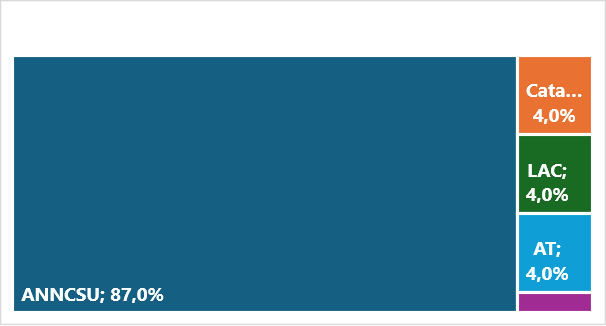 Cata...
4,0%
LAC;
4,0%
AT;
4,0%
ANNCSU; 87,0%